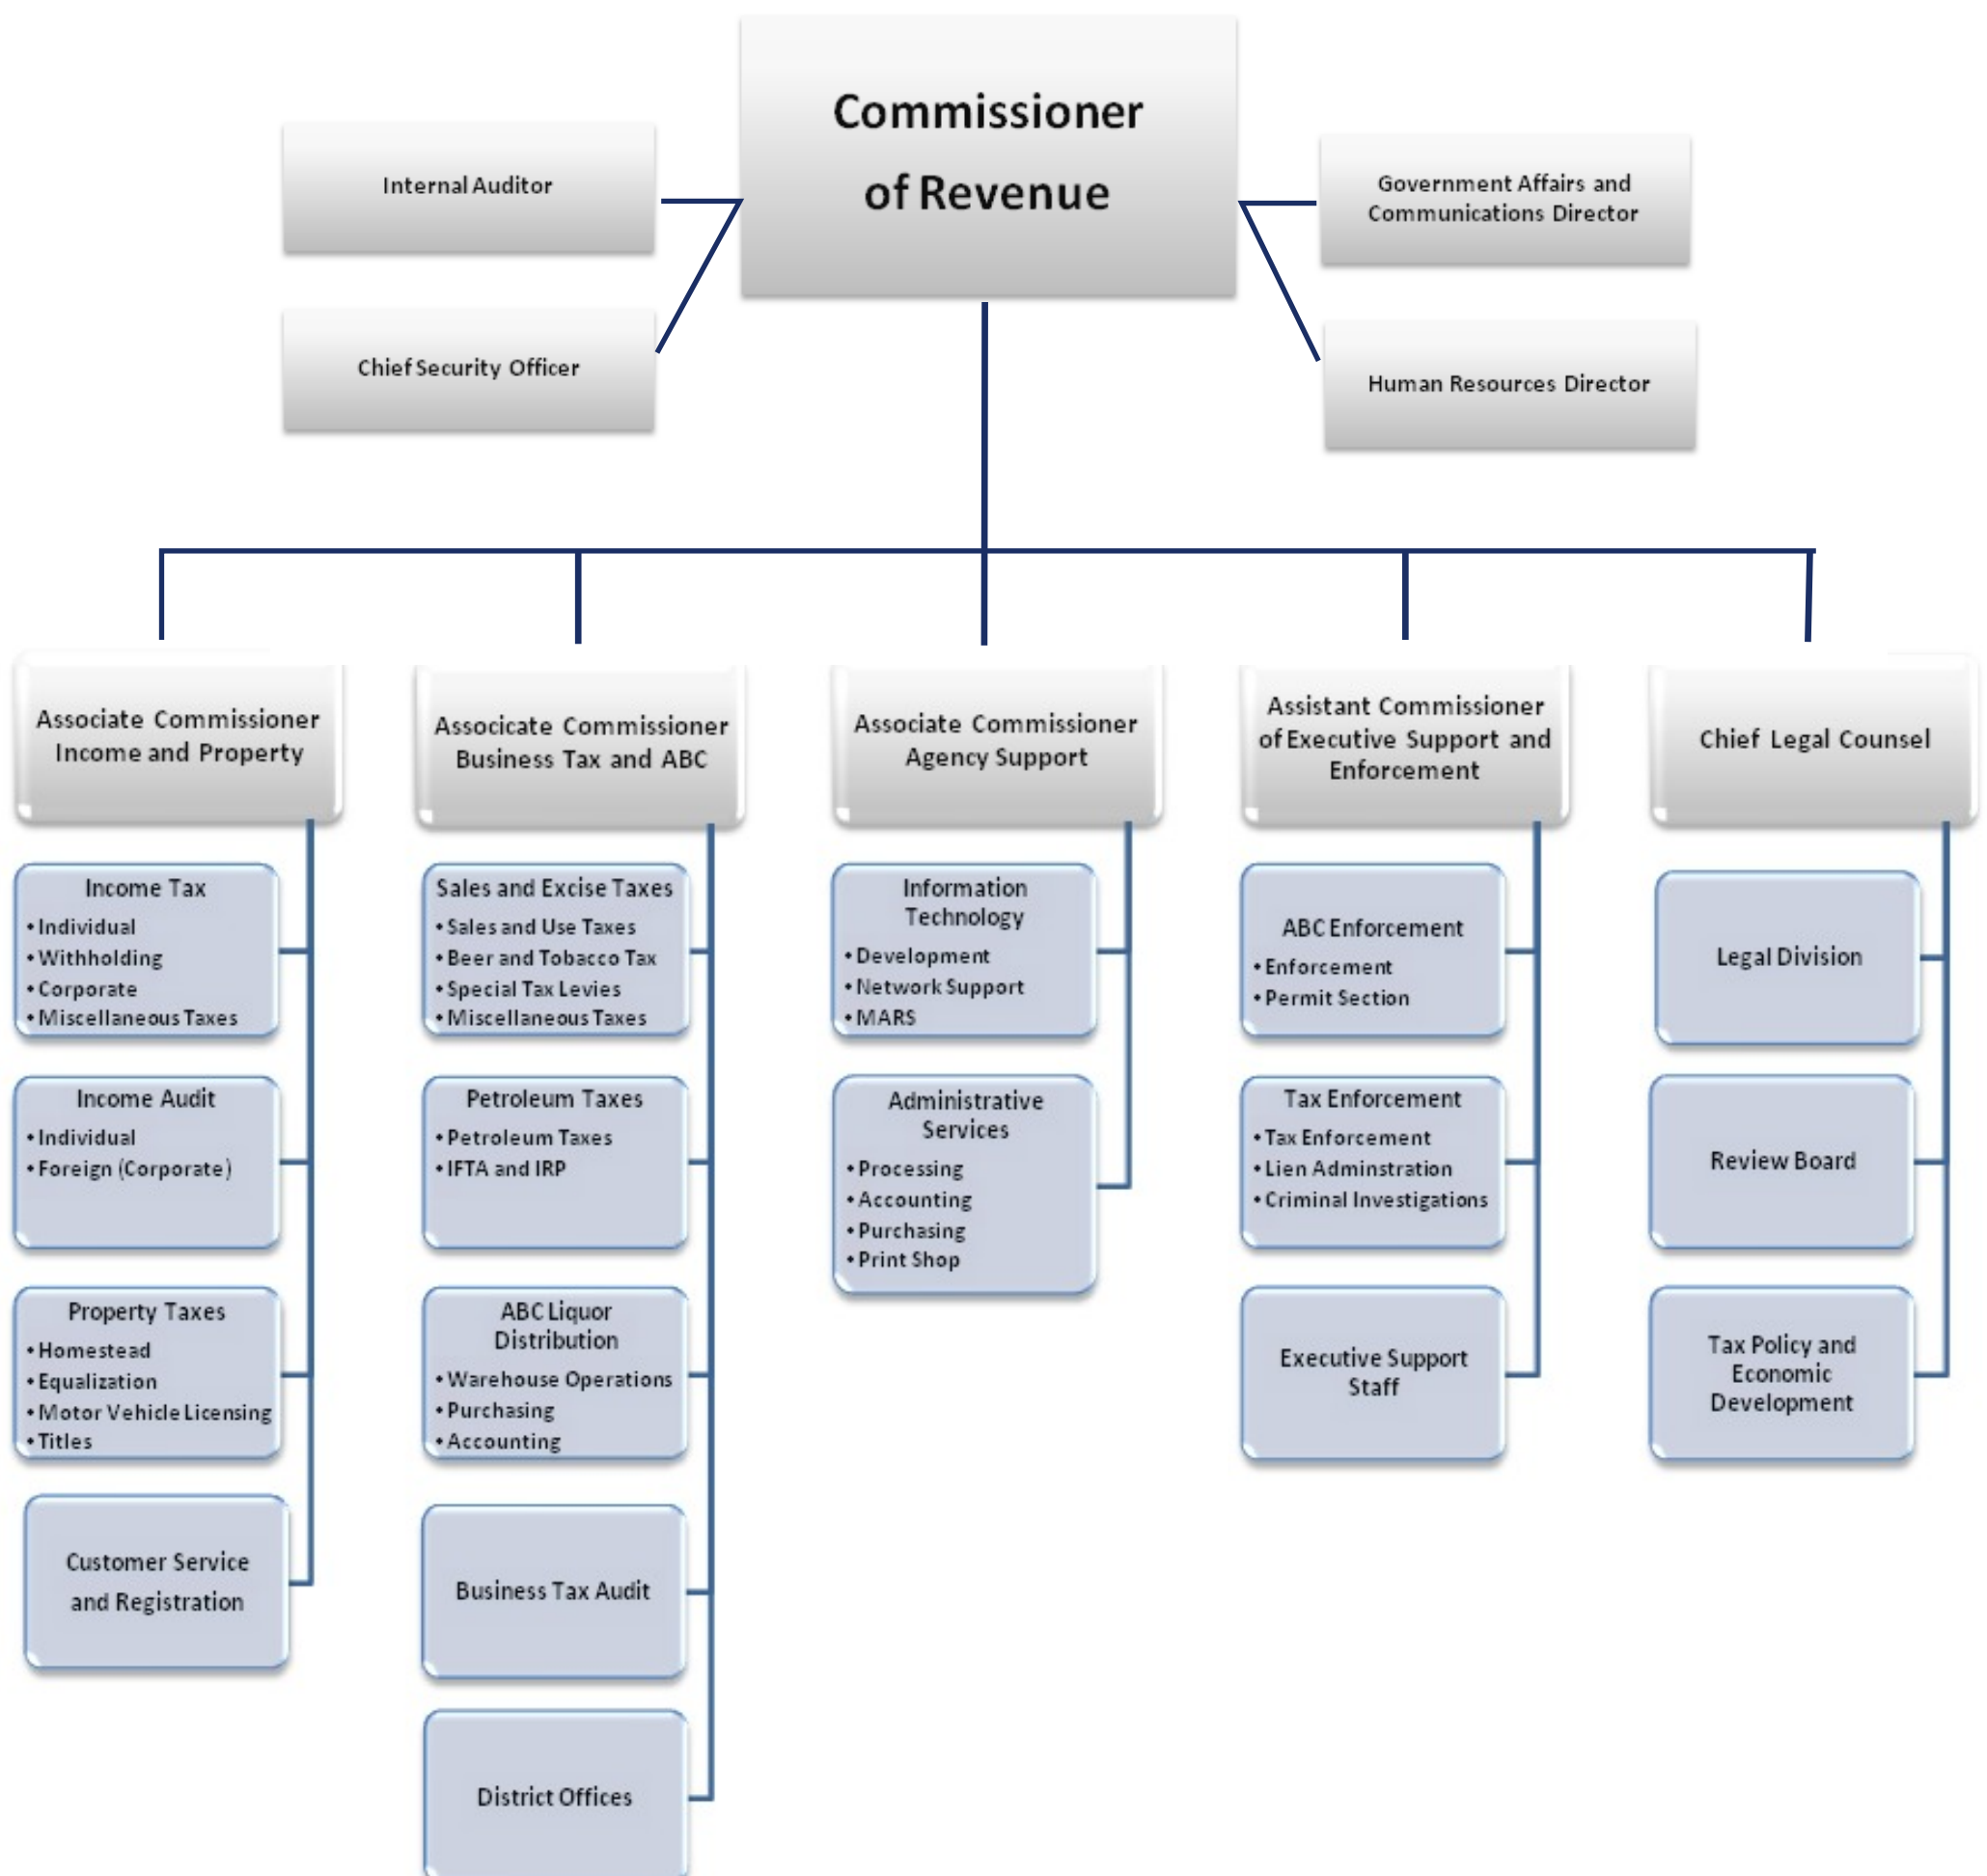 Commissioner
of Revenue
Internal Auditor
Chief Security Officer
Government Affairs and
Communications Director
Human Resources Director
Associate Commissioner
Income and Property
Income Tax
• Individual
• Withholding
• Corporate
• Miscellaneous Taxes
Income Audit
• Individual
• Foreign (Corporate)
Property Taxes
• Homestead
• Equalization
• Motor Vehicle Licensing
• Titles
Customer Service
and Registration
Associcate Commissioner
Business Tax and ABC
Sales and Excise Taxes
• Sales and Use Taxes
• Beer and Tobacco Tax
• Special Tax Levies
• Miscellaneous Taxes
Petroleum Taxes
• Petroleum Taxes
• IFTA and IRP
ABC Liquor
Distribution
• Warehouse Operations
• Purchasing
• Accounting
Business Tax Audit
District Offices
Associate Commissioner
Agency Support
Information
Technology
• Development
• Network Support
• MARS
Administrative
Services
• Processing
• Accounting
• Purchasing
• Print Shop
Assistant Commissioner
of Executive Support and
Enforcement
ABC Enforcement
• Enforcement
• Permit Section
Tax Enforcement
• Tax Enforcement
• Lien Adminstration
• Criminal Investigations
Executive Support
Staff
Chief Legal Counsel
Legal Division
Review Board
Tax Policy and
Economic
Development